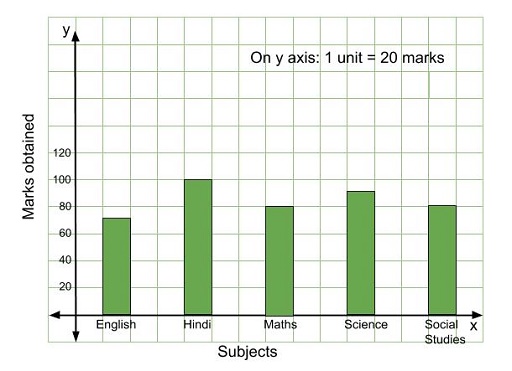 y
On y axis: 1 unit = 20 marks
Marks obtained
120
100
80
60
40
20
English Hindi Maths Science Social Studies x
Subjects